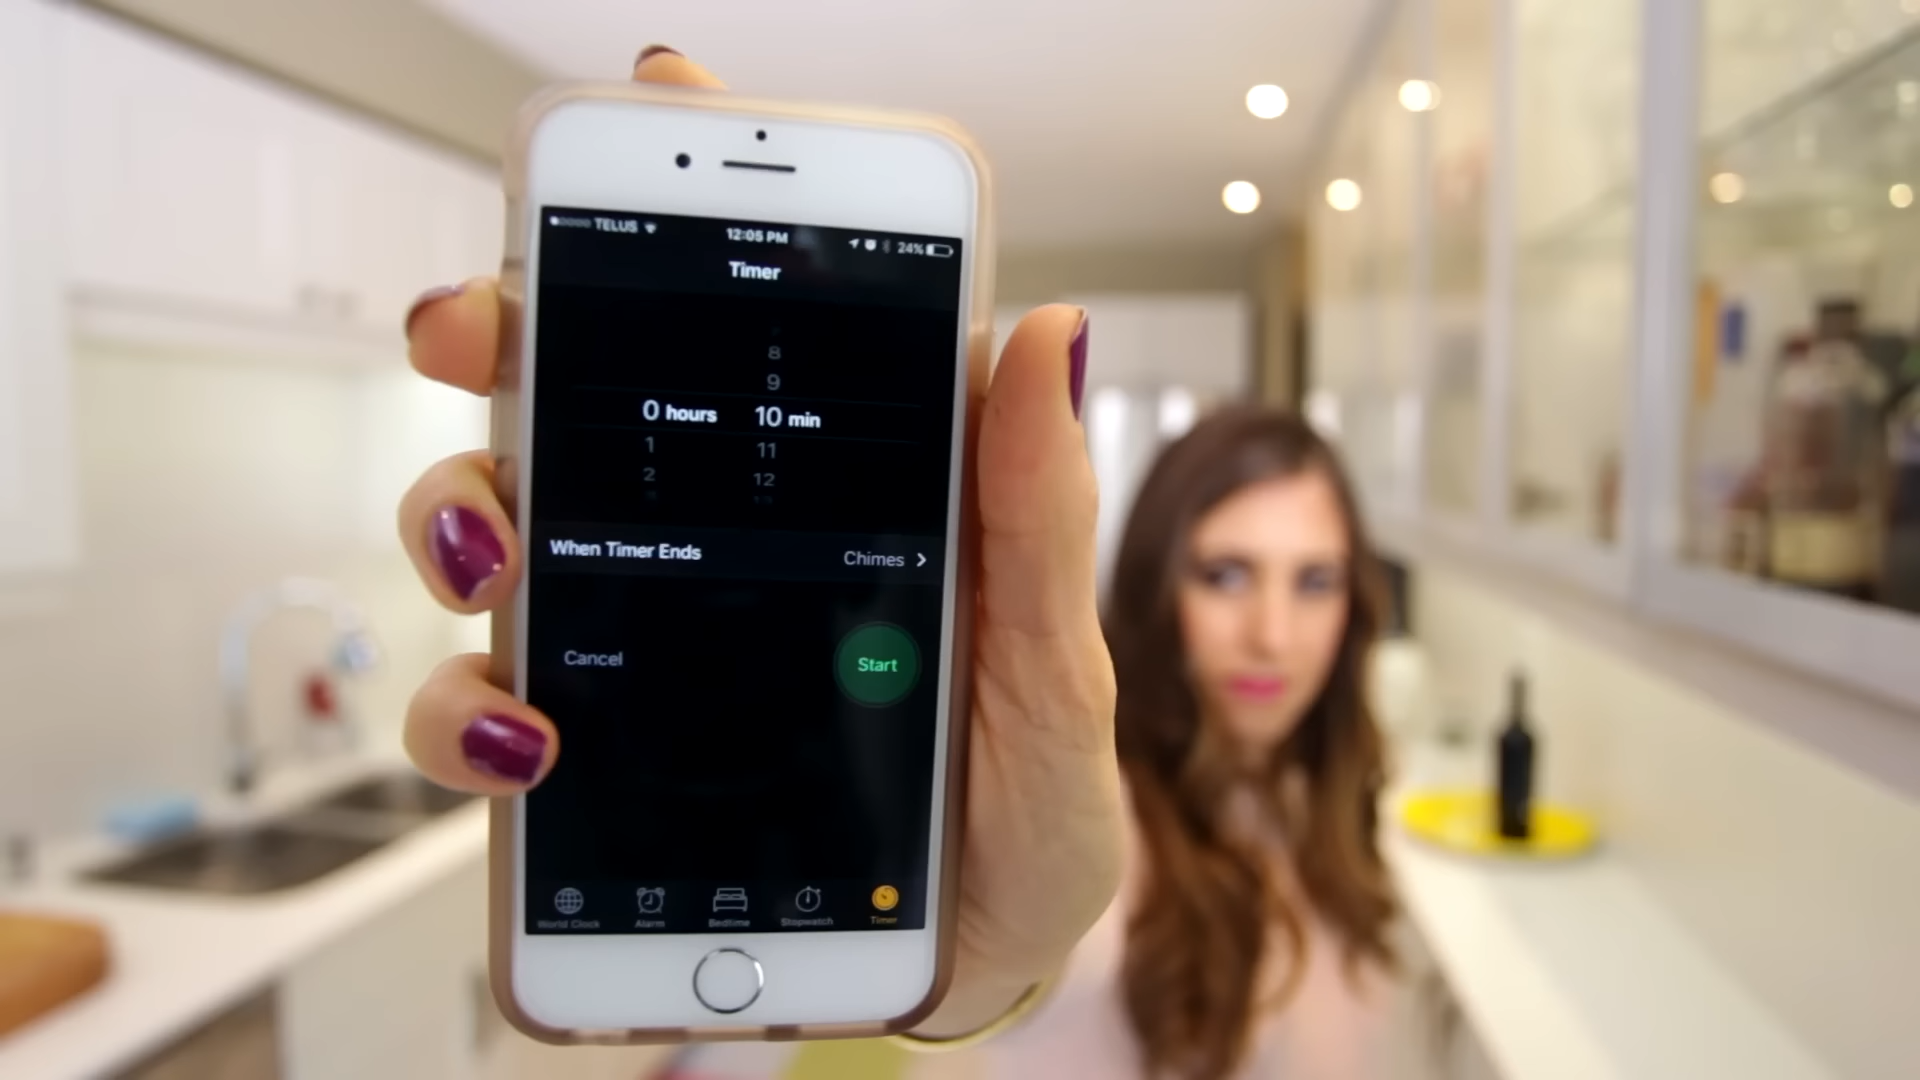 TELUS 12:05 PM 24%
Timer
8
9
0 hours 10 min
1 11
2 12
When Timer Ends Chimes
Cancel Start
World Clock Alarm Bedtime Stopwatch Timer